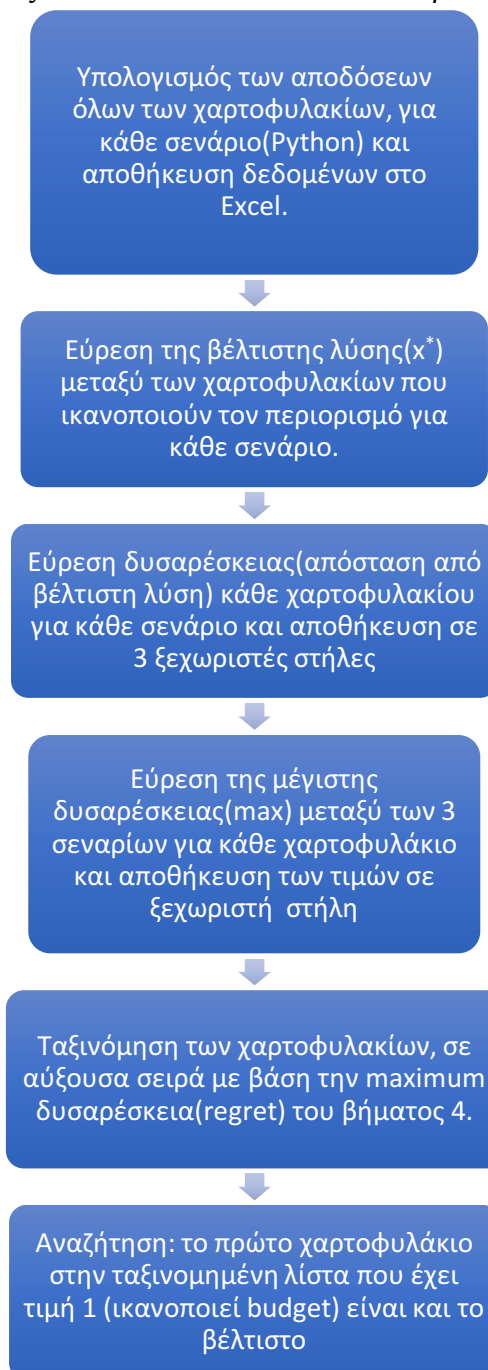 Υπολογισμός των αποδόσεων
όλων των χαρτοφυλακίων, για
κάθε σενάριο(Python) και
αποθήκευση δεδομένων στο
Excel.
Εύρεση της βέλτιστης λύσης(x*)
μεταξύ των χαρτοφυλακίων που
ικανοποιούν τον περιορισμό για
κάθε σενάριο.
Εύρεση δυσαρέσκειας(απόσταση από
βέλτιστη λύση) κάθε χαρτοφυλακίου
για κάθε σενάριο και αποθήκευση σε
3 ξεχωριστές στήλες
Εύρεση της μέγιστης
δυσαρέσκειας(max) μεταξύ των 3
σεναρίων για κάθε χαρτοφυλάκιο
και αποθήκευση των τιμών σε
ξεχωριστή στήλη
Ταξινόμηση των χαρτοφυλακίων, σε
αύξουσα σειρά με βάση την maximum
δυσαρέσκεια(regret) του βήματος 4.
Αναζήτηση: το πρώτο χαρτοφυλάκιο
στην ταξινομημένη λίστα που έχει
τιμή 1 (ικανοποιεί budget) είναι και το
βέλτιστο